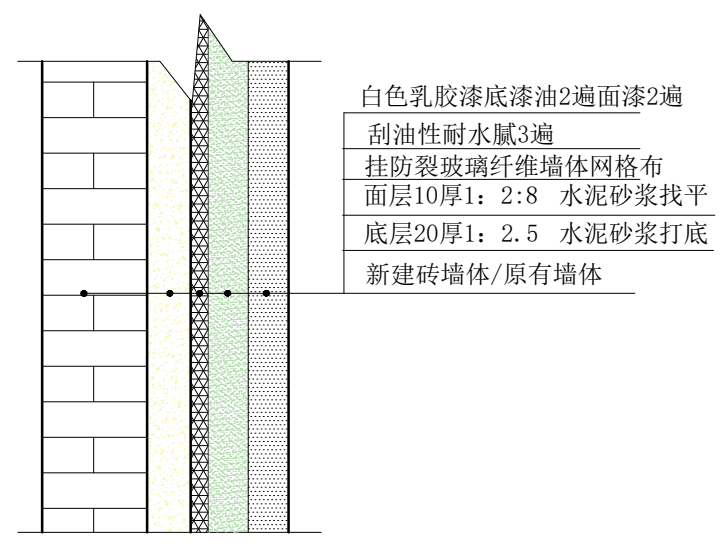 白色乳胶漆底漆油2遍面漆2遍
刮油性耐水腻3遍
挂防裂玻璃纤维墙体网格布
面层10厚1: 2:8 水泥砂浆找平
底层20厚1: 2.5 水泥砂浆打底
新建砖墙体/原有墙体